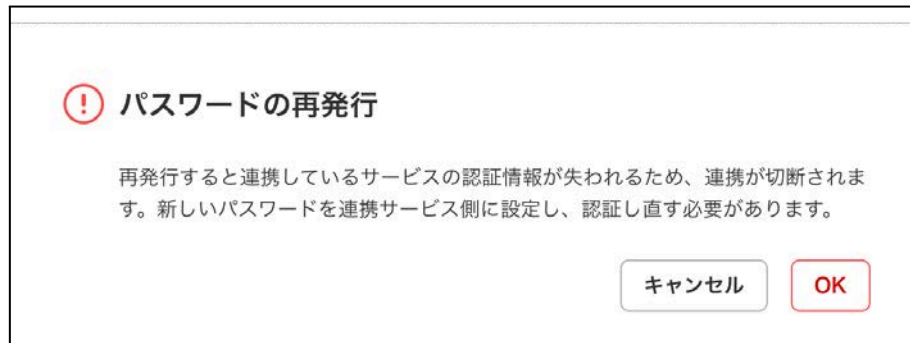 パスワードの再発行
再発行すると連携しているサービスの認証情報が失われるため、連携が切断されま
す。新しいパスワードを連携サービス側に設定し、認証し直す必要があります。
キャンセル OK